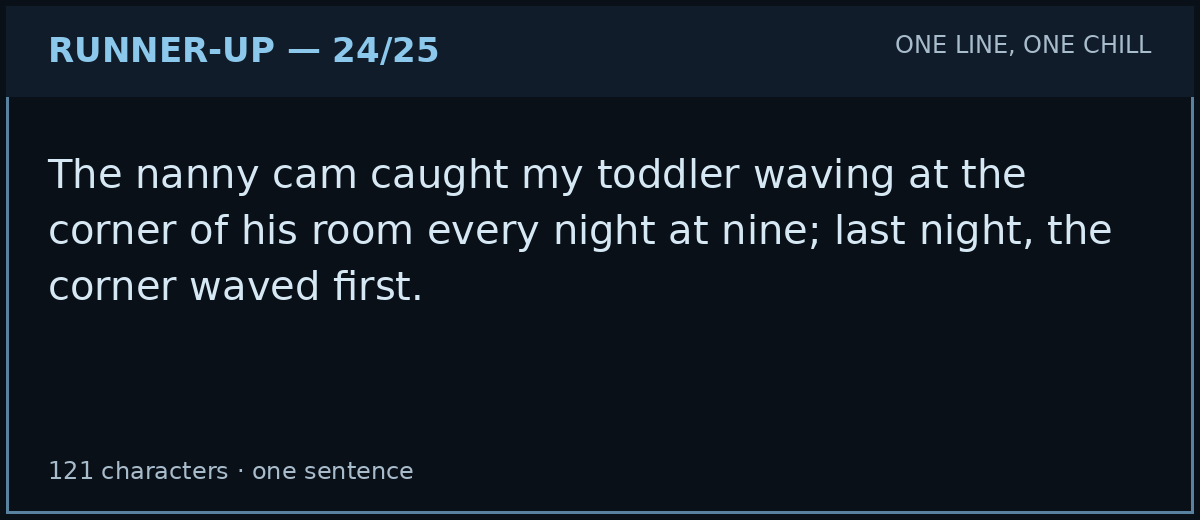 RUNNER-UP — 24/25
ONE LINE, ONE CHILL
The nanny cam caught my toddler waving at the
corner of his room every night at nine; last night, the
corner waved first.
121 characters · one sentence